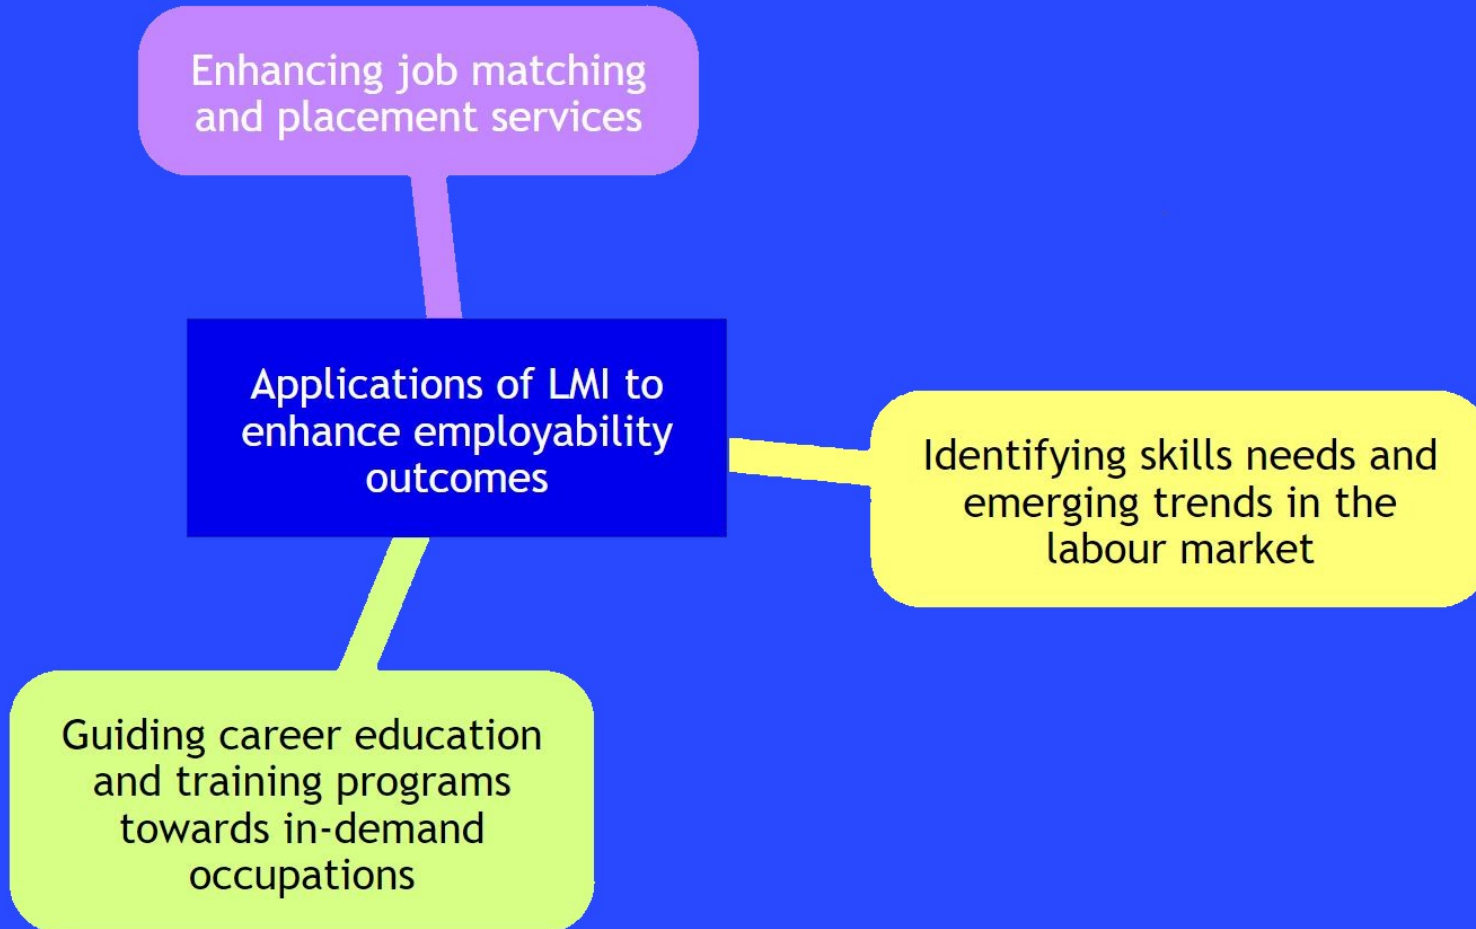 Enhancing job matching
and placement services
Applications of LMI to
enhance employability
outcomes
Identifying skills needs and
emerging trends in the
labour market
Guiding career education
and training programs
towards in-demand
occupations